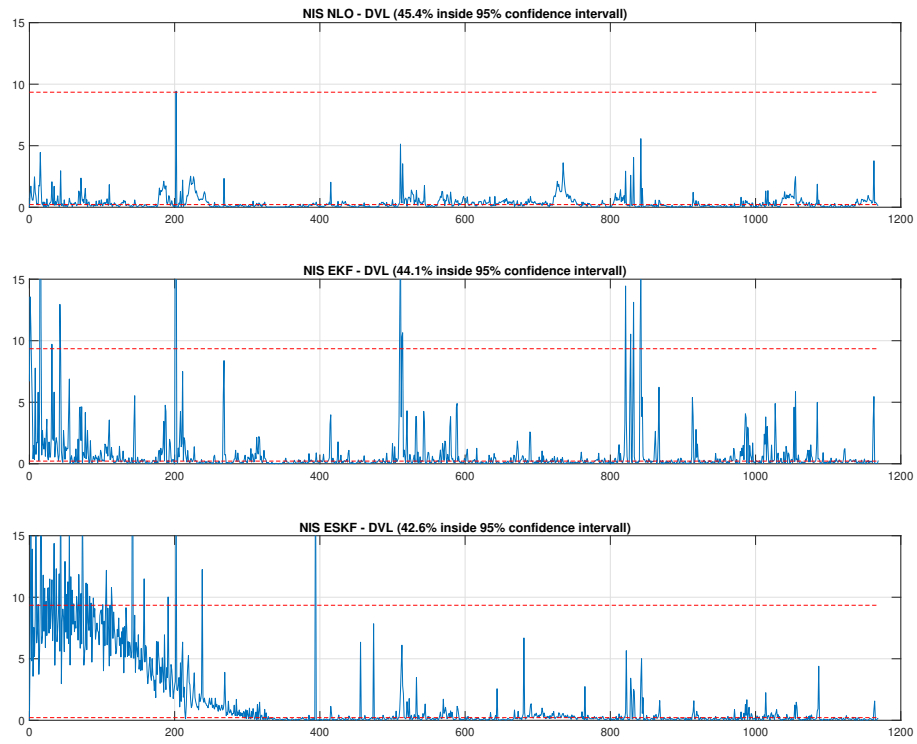 NIS NLO - DVL (45.4% inside 95% confidence intervall)
15
10
5
0
0 200 400 600 800 1000 1200
NIS EKF - DVL (44.1% inside 95% confidence intervall)
15
10
5
0
0 200 400 600 800 1000 1200
NIS ESKF - DVL (42.6% inside 95% confidence intervall)
15
10
5
0
0 200 400 600 800 1000 1200